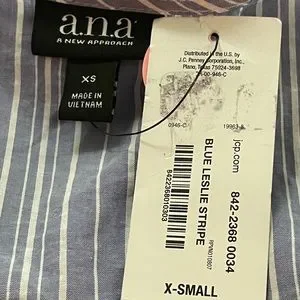 a.n.a
A NEW APPROACH
XS
MADE IN
VIETNAM
Distributed in the U.S. by
J.C. Penney Corporation, Inc.,
Plano, Texas 75024-3698
0946-C
jcp.com
842-2368 0034
BLUE LESLIE STRIPE
X-SMALL